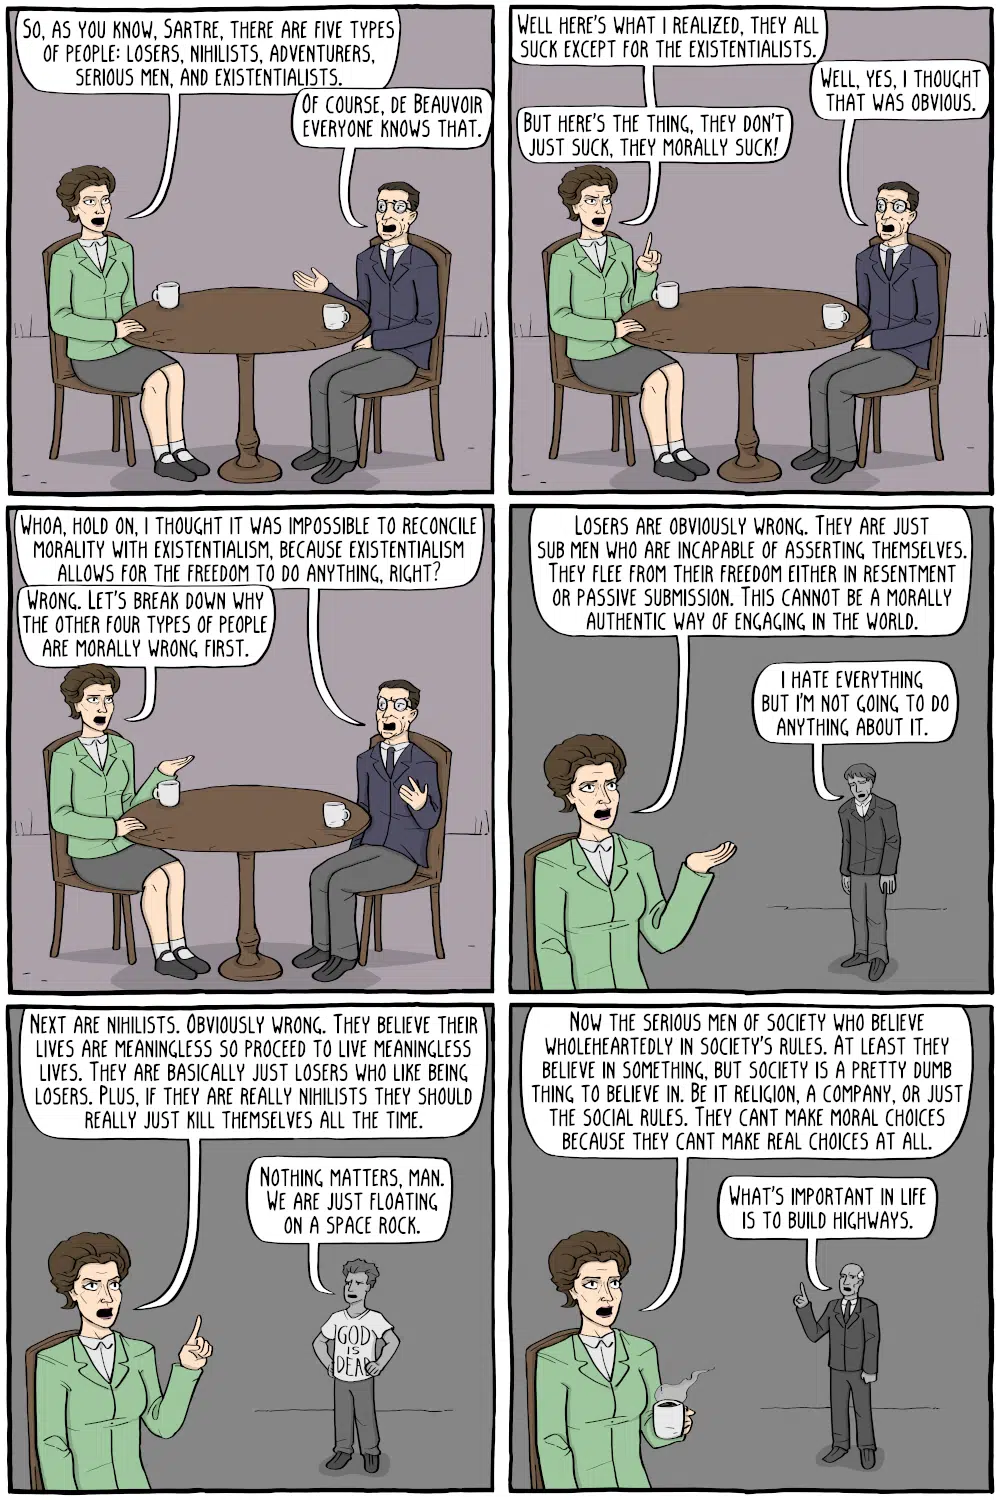 So, as you know, Sartre, there are five types
of people: losers, nihilists, adventurers,
serious men, and existentialists.
Of course, de Beauvoir
everyone knows that.
Well here's what I realized, they all
suck except for the existentialists.
Well, yes, I thought
that was obvious.
But here's the thing, they don't
just suck, they morally suck!
Whoa, hold on, I thought it was impossible to reconcile
morality with existentialism, because existentialism
allows for the freedom to do anything, right?
Wrong. Let's break down why
the other four types of people
are morally wrong first.
Losers are obviously wrong. They are just
sub men who are incapable of asserting themselves.
They flee from their freedom either in resentment
or passive submission. This cannot be a morally
authentic way of engaging in the world.
I hate everything
but I'm not going to do
anything about it.
Next are nihilists. Obviously wrong. They believe their
lives are meaningless so proceed to live meaningless
lives. They are basically just losers who like being
losers. Plus, if they are really nihilists they should
really just kill themselves all the time.
Nothing matters, man.
We are just floating
on a space rock.
GOD
IS
DEAD
Now the serious men of society who believe
wholeheartedly in society's rules. At least they
believe in something, but society is a pretty dumb
thing to believe in. Be it religion, a company, or just
the social rules. They cant make moral choices
because they cant make real choices at all.
What's important in life
is to build highways.